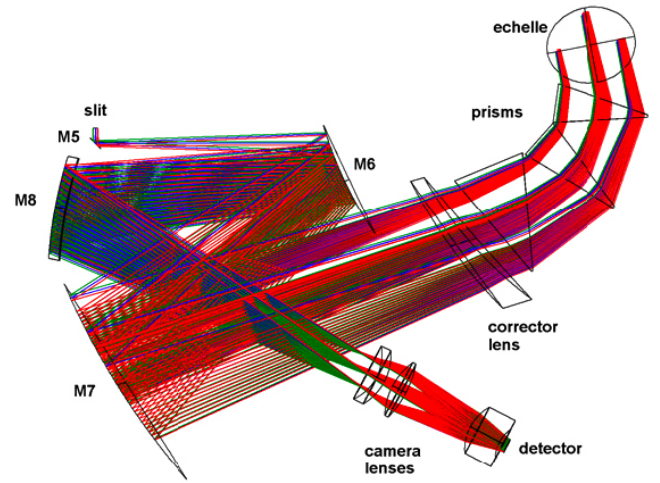 echelle
prisms
slit
M5
M6
M8
corrector
lens
M7
camera
lenses
detector